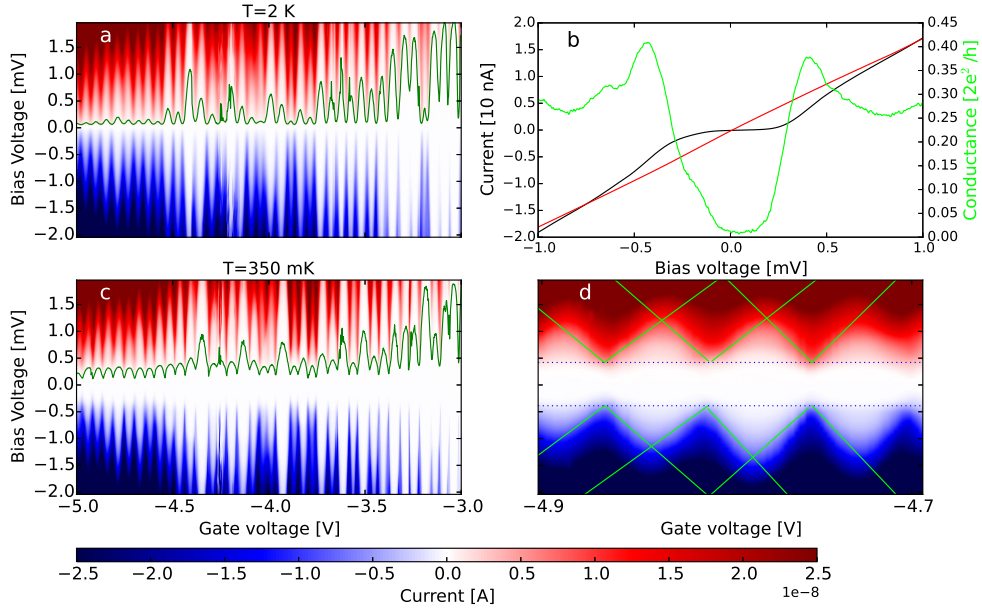 T=2 K
a
Bias Voltage [mV]
1.5
1.0
0.5
0.0
−0.5
−1.0
−1.5
−2.0
b
Current [10 nA]
2.0
1.5
1.0
0.5
0.0
−0.5
−1.0
−1.5
−2.0
−1.0 −0.5 0.0 0.5 1.0
Bias voltage [mV]
0.45
0.40
0.35
0.30
0.25
0.20
0.15
0.10
0.05
0.00
Conductance [2e²/h]
T=350 mK
c
Bias Voltage [mV]
1.5
1.0
0.5
0.0
−0.5
−1.0
−1.5
−2.0
−5.0 −4.5 −4.0 −3.5 −3.0
Gate voltage [V]
d
−4.9 −4.7
Gate voltage [V]
−2.5 −2.0 −1.5 −1.0 −0.5 0.0 0.5 1.0 1.5 2.0 2.5
1e−8
Current [A]